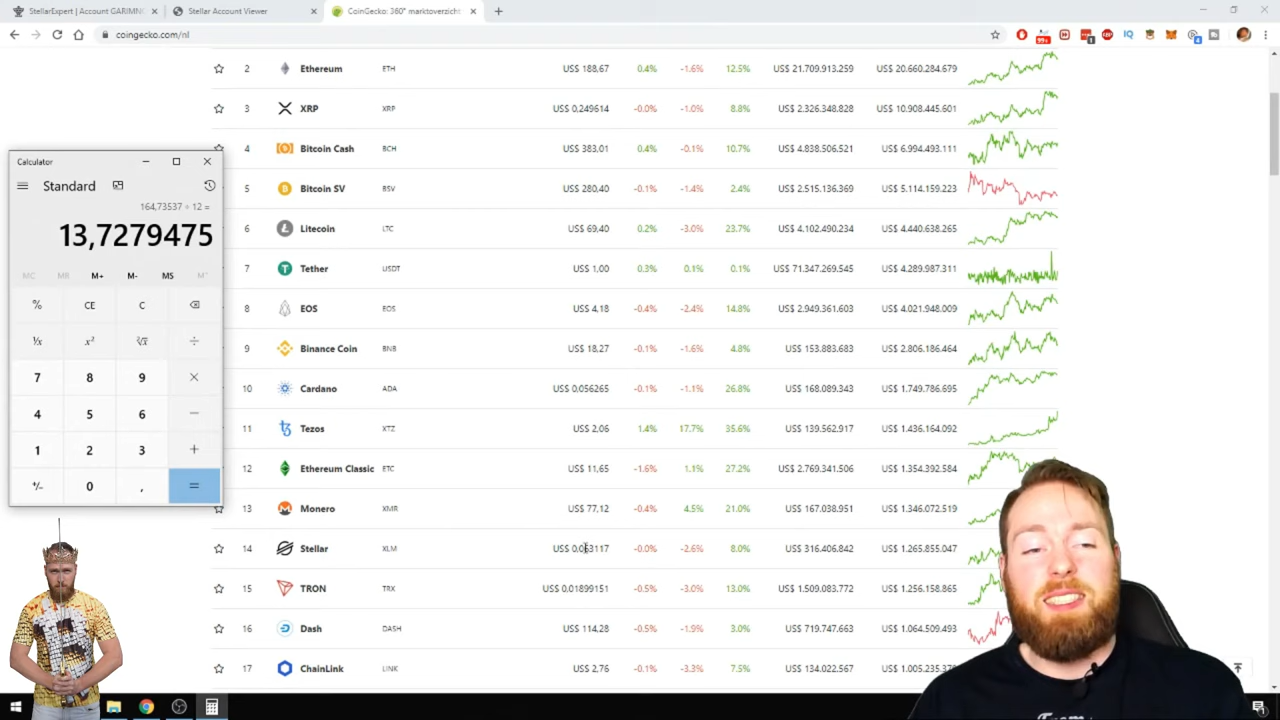 StellarExpert | Account GARIMNC
Stellar Account Viewer
CoinGecko: 360° marktoverzicht
coingecko.com/nl
2 Ethereum ETH US$ 188,67 0.4% -1.6% 12.5% US$ 21.709.913.259 US$ 20.660.284.679
3 XRP XRP US$ 0,249614 -0.0% -1.0% 8.8% US$ 2.326.348.828 US$ 10.908.445.601
4 Bitcoin Cash BCH US$ 383,01 0.4% -0.1% 10.7% US$ 4.838.506.521 US$ 6.994.493.111
5 Bitcoin SV BSV US$ 280,40 -0.1% -1.4% 2.4% US$ 2.515.136.369 US$ 5.114.159.223
6 Litecoin LTC US$ 69,40 0.2% -3.0% 23.7% US$ 4.102.490.234 US$ 4.440.638.265
7 Tether USDT US$ 1,00 0.3% 0.1% 0.1% US$ 71.347.269.545 US$ 4.289.987.311
8 EOS EOS US$ 4,18 -0.4% -2.4% 14.8% US$ 2.949.361.603 US$ 4.021.948.009
9 Binance Coin BNB US$ 18,27 -0.1% -1.6% 4.8% US$ 153.883.683 US$ 2.806.186.464
10 Cardano ADA US$ 0,056265 -0.1% -1.1% 26.8% US$ 168.089.343 US$ 1.749.786.695
11 Tezos XTZ US$ 2,06 1.4% 17.7% 35.6% US$ 139.562.917 US$ 1.436.164.092
12 Ethereum Classic ETC US$ 11,65 -1.6% 1.1% 27.2% US$ 2.769.341.506 US$ 1.354.392.584
13 Monero XMR US$ 77,12 -0.4% 4.5% 21.0% US$ 167.038.951 US$ 1.346.072.519
14 Stellar XLM US$ -0.0% -2.6% 8.0% US$ 316.406.842 US$ 1.265.855.047
15 TRON TRX US$ 0,01899151 -0.5% -3.0% 13.0% US$ 1.509.083.772 US$ 1.256.158.865
16 Dash DASH US$ 114,28 -0.5% -1.9% 3.0% US$ 719.747.663 US$ 1.064.509.493
17 ChainLink LINK US$ 2,76 -0.1% -3.3% 7.5% US$ 134.022.567 US$ 1.005.235.
Calculator
Standard
164,73537 ÷ 12 =
13,7279475
MC MR M+ M- MS M˅
% CE C
¹/x x² ²√x ÷
7 8 9 ×
4 5 6 −
1 2 3 +
+/- 0 , =